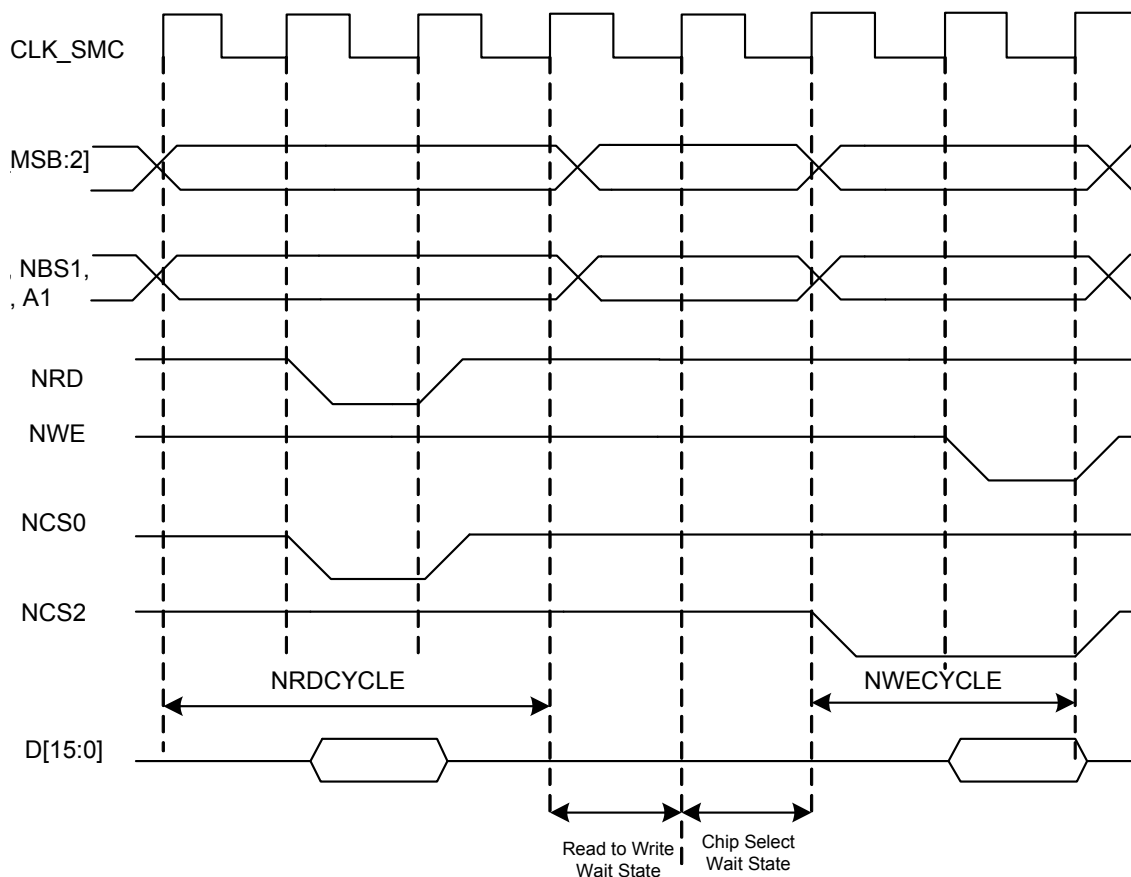 CLK_SMC
MSB:2]
, NBS1,
, A1
NRD
NWE
NCS0
NCS2
NRDCYCLE
NWECYCLE
D[15:0]
Read to Write
Wait State
Chip Select
Wait State